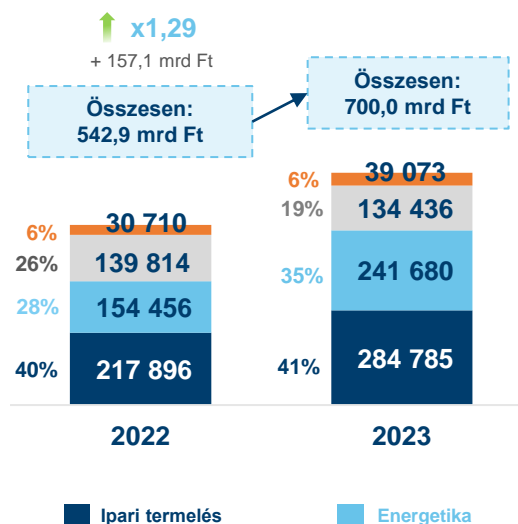 x1,29
+ 157,1 mrd Ft
Összesen:
542,9 mrd Ft
Összesen:
700,0 mrd Ft
6%
30 710
26%
139 814
28%
154 456
40%
217 896
6%
39 073
19%
134 436
35%
241 680
41%
284 785
2022
2023
Ipari termelés
Energetika